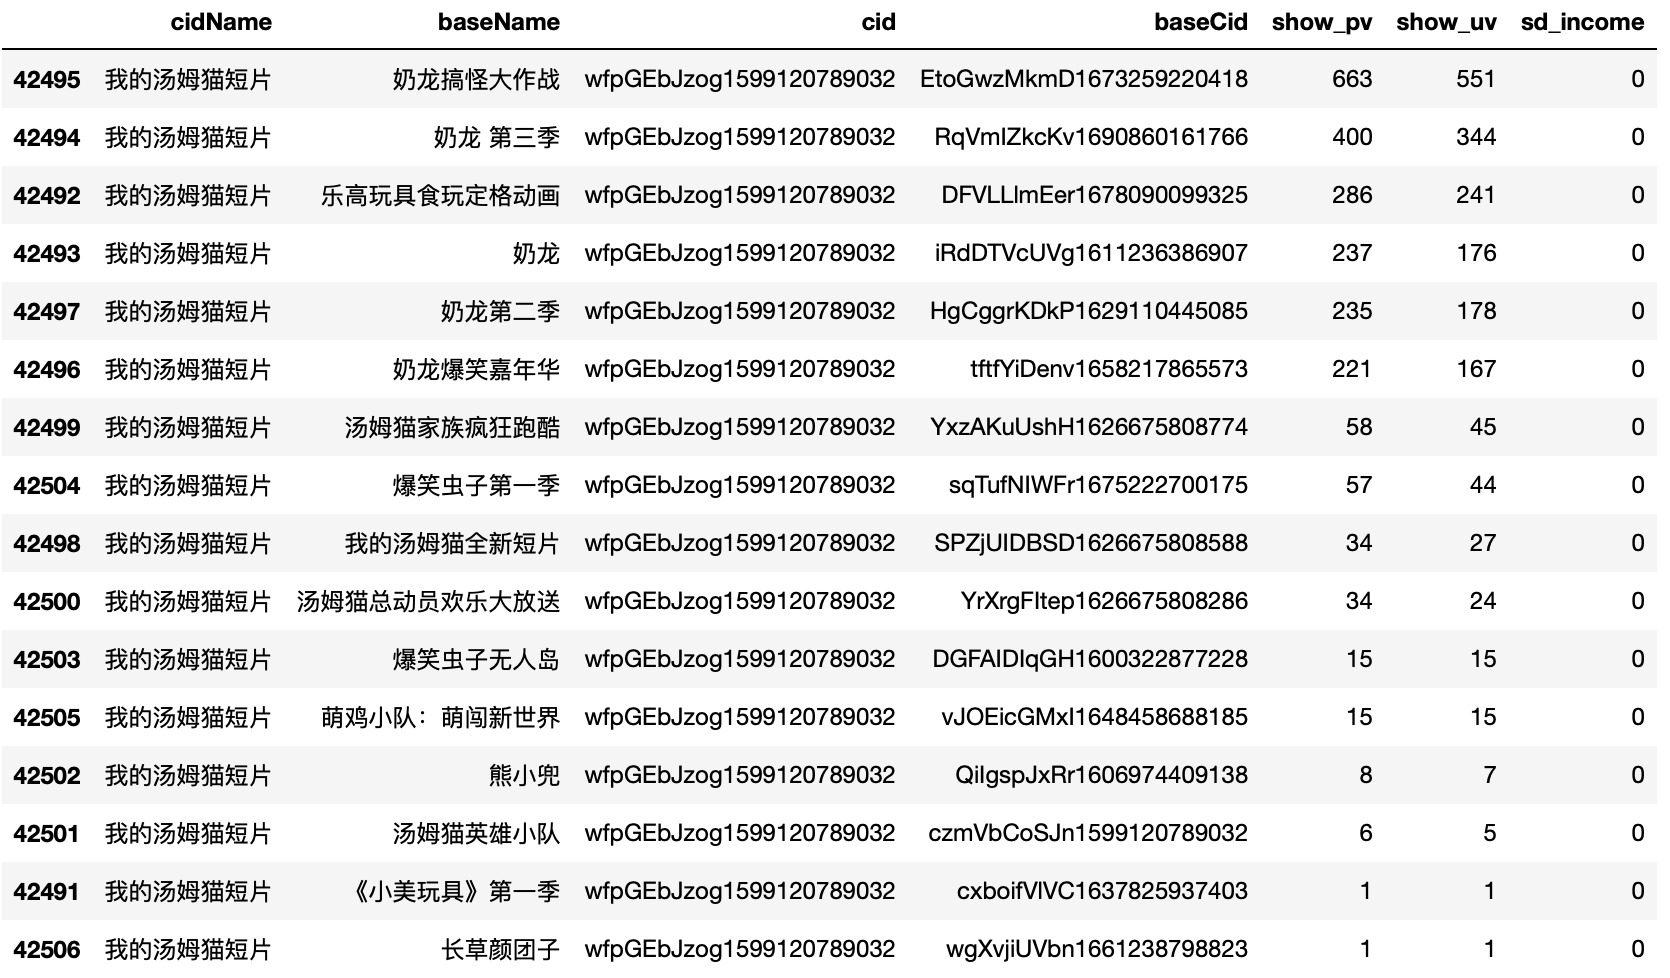 cidName baseName cid baseCid show_pv show_uv sd_income
42495 我的汤姆猫短片 奶龙搞怪大作战 wfpGEbJzog1599120789032 EtoGwzMkmD1673259220418 663 551 0
42494 我的汤姆猫短片 奶龙 第三季 wfpGEbJzog1599120789032 RqVmIZkcKv1690860161766 400 344 0
42492 我的汤姆猫短片 乐高玩具食玩定格动画 wfpGEbJzog1599120789032 DFVLLlmEer1678090099325 286 241 0
42493 我的汤姆猫短片 奶龙 wfpGEbJzog1599120789032 iRdDTVcUVg1611236386907 237 176 0
42497 我的汤姆猫短片 奶龙第二季 wfpGEbJzog1599120789032 HgCggrKDkP1629110445085 235 178 0
42496 我的汤姆猫短片 奶龙爆笑嘉年华 wfpGEbJzog1599120789032 tftfYiDenv1658217865573 221 167 0
42499 我的汤姆猫短片 汤姆猫家族疯狂跑酷 wfpGEbJzog1599120789032 YxzAKuUshH1626675808774 58 45 0
42504 我的汤姆猫短片 爆笑虫子第一季 wfpGEbJzog1599120789032 sqTufNIWFr1675222700175 57 44 0
42498 我的汤姆猫短片 我的汤姆猫全新短片 wfpGEbJzog1599120789032 SPZjUIDBSD1626675808588 34 27 0
42500 我的汤姆猫短片 汤姆猫总动员欢乐大放送 wfpGEbJzog1599120789032 YrXrgFItep1626675808286 34 24 0
42503 我的汤姆猫短片 爆笑虫子无人岛 wfpGEbJzog1599120789032 DGFAIDIqGH1600322877228 15 15 0
42505 我的汤姆猫短片 萌鸡小队：萌闯新世界 wfpGEbJzog1599120789032 vJOEicGMxI1648458688185 15 15 0
42502 我的汤姆猫短片 熊小兜 wfpGEbJzog1599120789032 QiIgspJxRr1606974409138 8 7 0
42501 我的汤姆猫短片 汤姆猫英雄小队 wfpGEbJzog1599120789032 czmVbCoSJn1599120789032 6 5 0
42491 我的汤姆猫短片 《小美玩具》第一季 wfpGEbJzog1599120789032 cxboifVlVC1637825937403 1 1 0
42506 我的汤姆猫短片 长草颜团子 wfpGEbJzog1599120789032 wgXvjiUVbn1661238798823 1 1 0